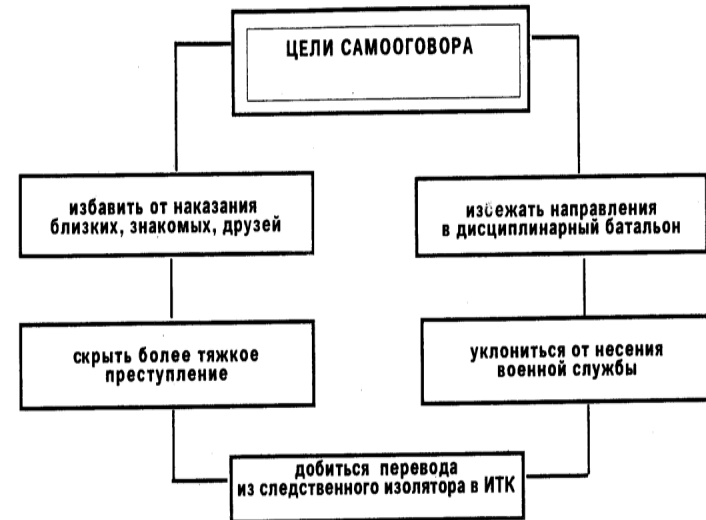 ЦЕЛИ САМООГОВОРА
избавить от наказания
близких, знакомых, друзей
избежать направления
в дисциплинарный батальон
скрыть более тяжкое
преступление
уклониться от несения
военной службы
добиться перевода
из следственного изолятора в ИТК